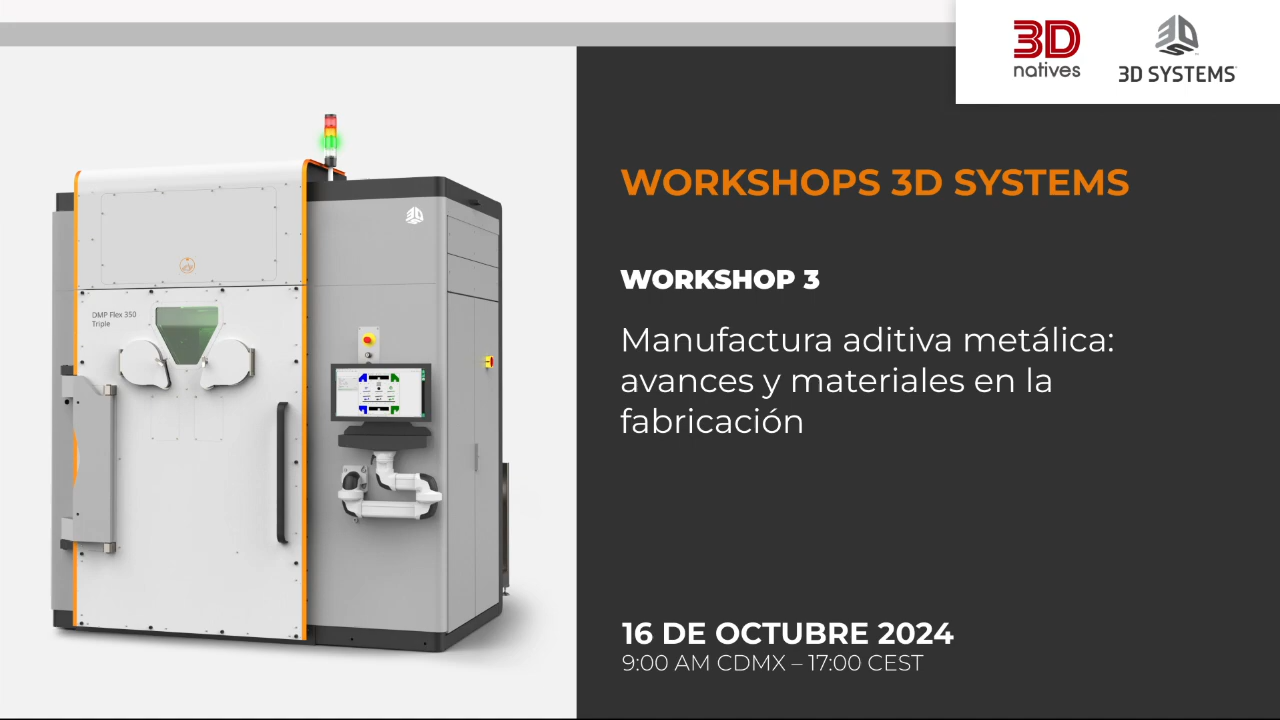 3D
natives
3D SYSTEMS
WORKSHOPS 3D SYSTEMS
WORKSHOP 3
Manufactura aditiva metálica:
avances y materiales en la
fabricación
16 DE OCTUBRE 2024
9:00 AM CDMX – 17:00 CEST
DMP Flex 350
Triple